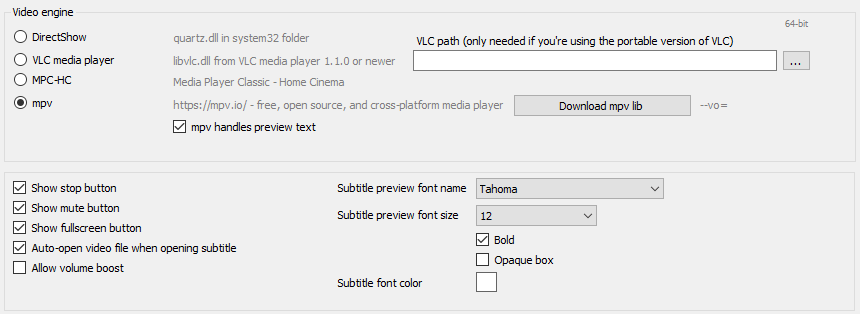 Video engine
64-bit
DirectShow
quartz.dll in system32 folder
VLC path (only needed if you're using the portable version of VLC)
VLC media player
libvlc.dll from VLC media player 1.1.0 or newer
...
MPC-HC
Media Player Classic - Home Cinema
mpv
https://mpv.io/ - free, open source, and cross-platform media player
Download mpv lib
--vo=
mpv handles preview text
Show stop button
Show mute button
Show fullscreen button
Auto-open video file when opening subtitle
Allow volume boost
Subtitle preview font name
Tahoma
Subtitle preview font size
12
Bold
Opaque box
Subtitle font color